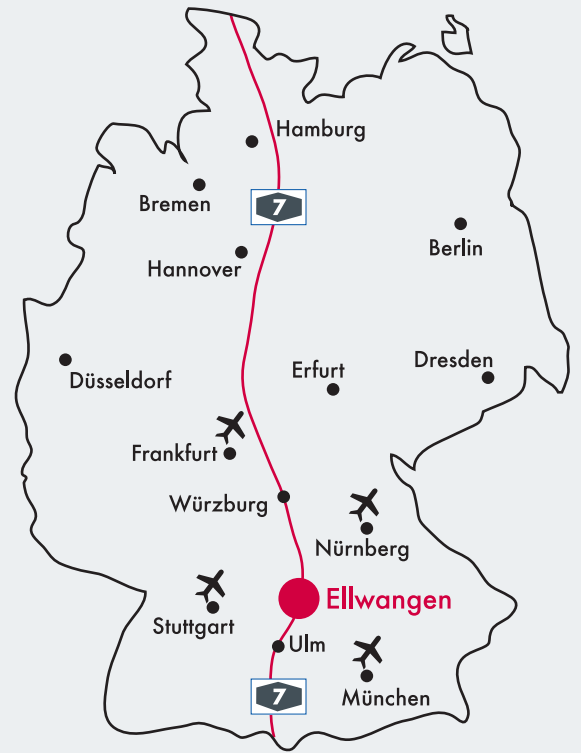 Hamburg
Bremen
7
Berlin
Hannover
Düsseldorf
Erfurt
Dresden
Frankfurt
Würzburg
Nürnberg
Ellwangen
Stuttgart
Ulm
7
München